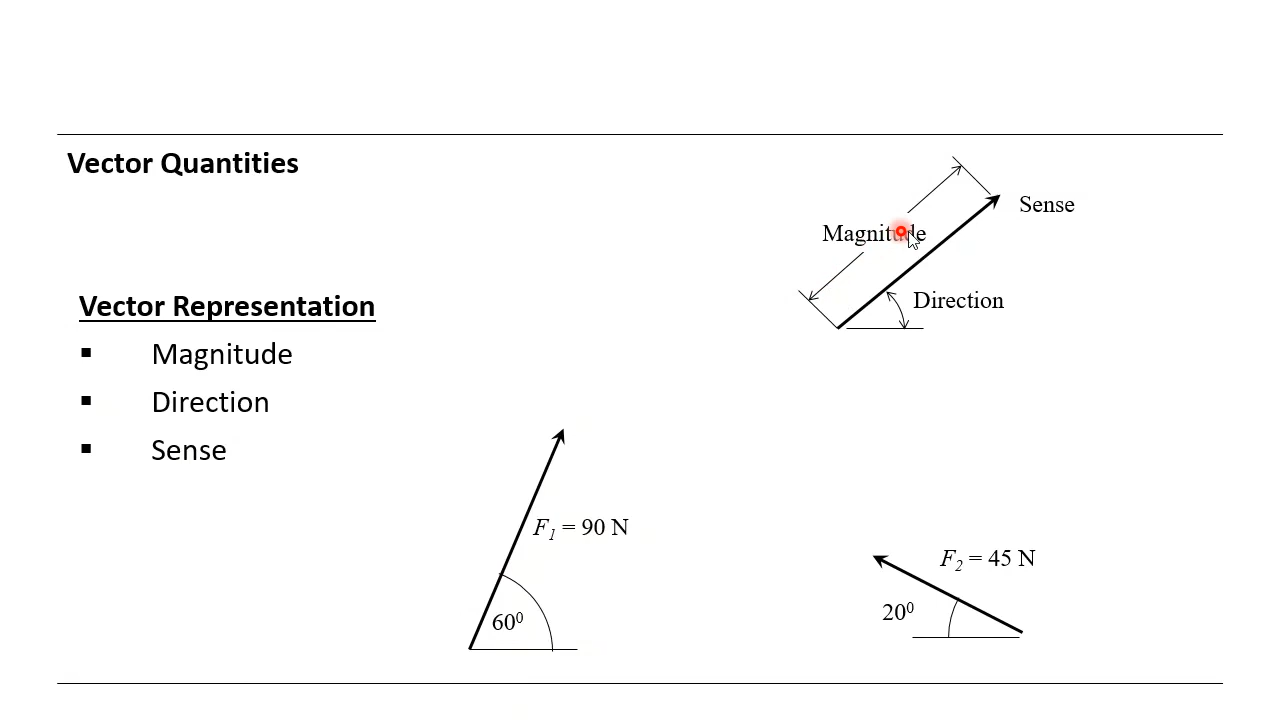 Vector Quantities
Sense
Magnitude
Direction
Vector Representation
▪ Magnitude
▪ Direction
▪ Sense
F₁ = 90 N
60⁰
F₂ = 45 N
20⁰